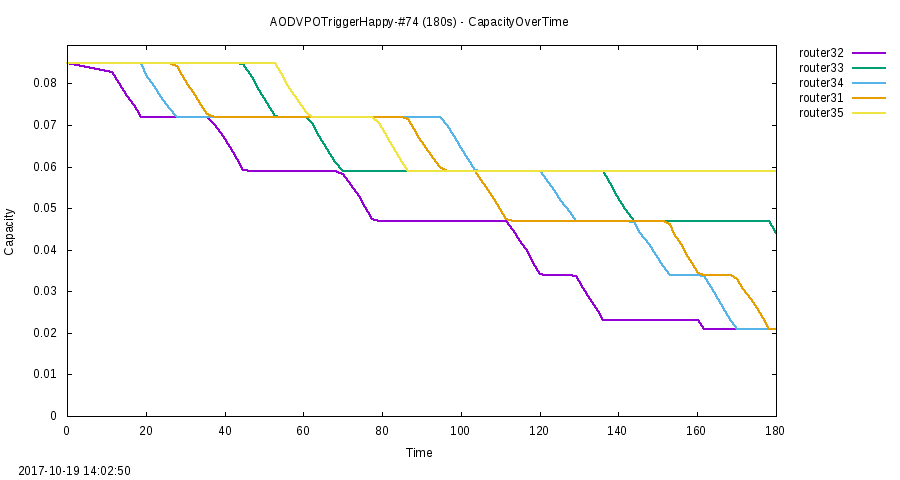 AODVPOTriggerHappy-#74 (180s) - CapacityOverTime
router32
router33
router34
router31
router35
0.08
0.07
0.06
0.05
0.04
0.03
0.02
0.01
0
Capacity
0 20 40 60 80 100 120 140 160 180
Time
2017-10-19 14:02:50